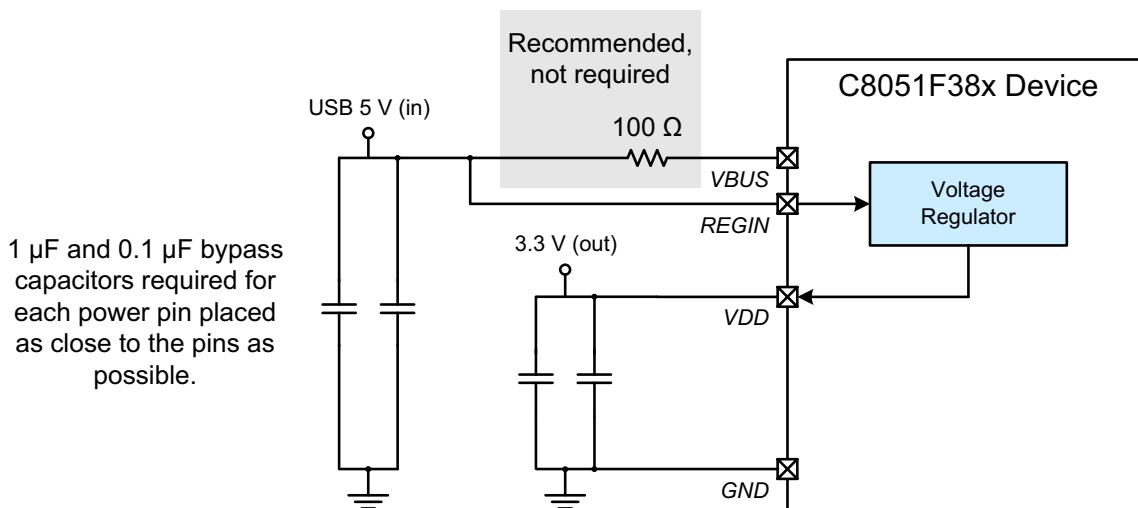 Recommended,
not required
C8051F38x Device
USB 5 V (in)
100 Ω
VBUS
Voltage
Regulator
REGIN
1 µF and 0.1 µF bypass
capacitors required for
each power pin placed
as close to the pins as
possible.
3.3 V (out)
VDD
GND